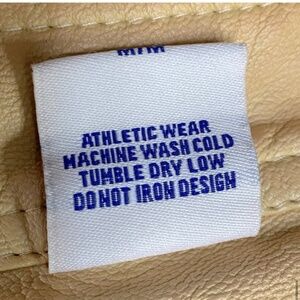 M/M
ATHLETIC WEAR
MACHINE WASH COLD
TUMBLE DRY LOW
DO NOT IRON DESIGN